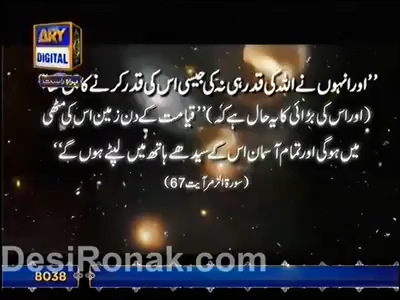 ARY
DIGITAL
"اور انہوں نے اللہ کی قدر ہی نہ کی جیسی اس کی قدر کرنے کا
(اور اس کی بڑائی کا یہ حال ہے کہ) "قیامت کے دن زمین اس کی مٹھی
میں ہوگی اور تمام آسمان اس کے سیدھے ہاتھ میں لپٹے ہوں گے"
(سورۃ الزمر آیت 67)
DesiRonak.com
8038